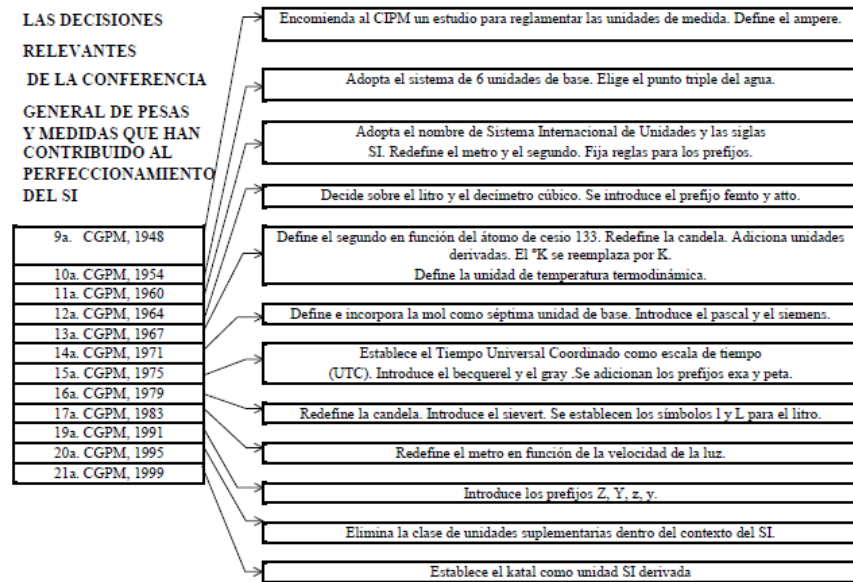 LAS DECISIONES
RELEVANTES
DE LA CONFERENCIA
GENERAL DE PESAS
Y MEDIDAS QUE HAN
CONTRIBUIDO AL
PERFECCIONAMIENTO
DEL SI
9a. CGPM, 1948
10a. CGPM, 1954
11a. CGPM, 1960
12a. CGPM, 1964
13a. CGPM, 1967
14a. CGPM, 1971
15a. CGPM, 1975
16a. CGPM, 1979
17a. CGPM, 1983
19a. CGPM, 1991
20a. CGPM, 1995
21a. CGPM, 1999
Encomienda al CIPM un estudio para reglamentar las unidades de medida. Define el ampere.
Adopta el sistema de 6 unidades de base. Elige el punto triple del agua.
Adopta el nombre de Sistema Internacional de Unidades y las siglas
SI. Redefine el metro y el segundo. Fija reglas para los prefijos.
Decide sobre el litro y el decímetro cúbico. Se introduce el prefijo femto y atto.
Define el segundo en función del átomo de cesio 133. Redefine la candela. Adiciona unidades
derivadas. El °K se reemplaza por K.
Define la unidad de temperatura termodinámica.
Define e incorpora la mol como séptima unidad de base. Introduce el pascal y el siemens.
Establece el Tiempo Universal Coordinado como escala de tiempo
(UTC). Introduce el becquerel y el gray .Se adicionan los prefijos exa y peta.
Redefine la candela. Introduce el sievert. Se establecen los símbolos l y L para el litro.
Redefine el metro en función de la velocidad de la luz.
Introduce los prefijos Z, Y, z, y.
Elimina la clase de unidades suplementarias dentro del contexto del SI.
Establece el katal como unidad SI derivada